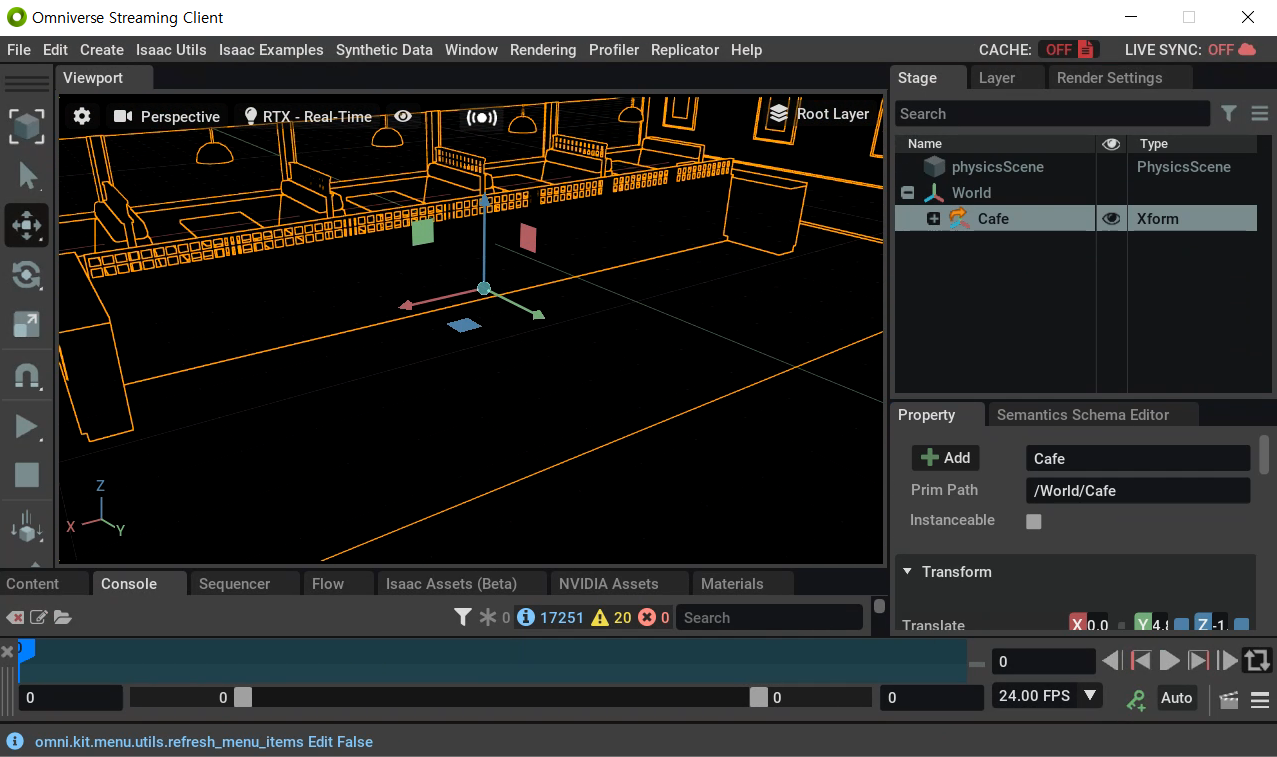 Omniverse Streaming Client
File Edit Create Isaac Utils Isaac Examples Synthetic Data Window Rendering Profiler Replicator Help CACHE: OFF LIVE SYNC: OFF
Viewport
Stage Layer Render Settings
Perspective RTX - Real-Time Root Layer
Search
Name Type
physicsScene PhysicsScene
World
Cafe Xform
Property Semantics Schema Editor
Add Cafe
Prim Path /World/Cafe
Instanceable
Transform
Translate X 0.0 Y 4.8 Z -1.
Z
X
Y
Content Console Sequencer Flow Isaac Assets (Beta) NVIDIA Assets Materials
0 17251 20 0 Search
0
0
0 0 0 0 24.00 FPS Auto
omni.kit.menu.utils.refresh_menu_items Edit False